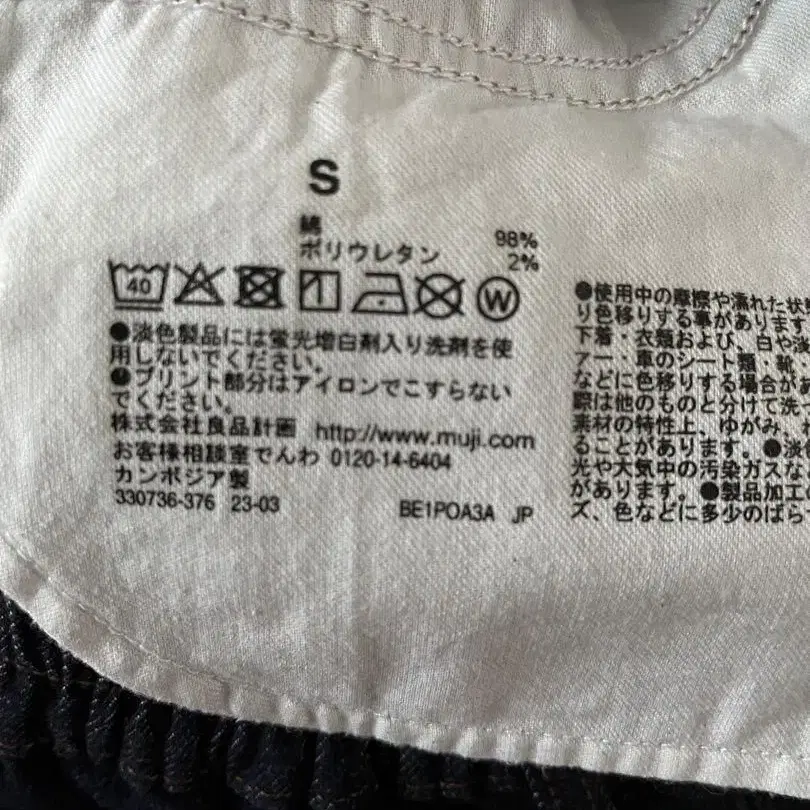 S
綿 98%
ポリウレタン 2%
40
W
●淡色製品には蛍光増白剤入り洗剤を使
用しないでください。
●プリント部分はアイロンでこすらない
でください。
株式会社良品計画 http://www.muji.com
お客様相談室でんわ 0120-14-6404
カンボジア製
330736-376 23-03 BE1POA3A JP
●使用中の摩擦や濡れた状
り色移りする事があります
下着・衣類および、白や淡
ァー・車のシート類・靴・
などに色移りする場合があ
際は他のものと分けて洗
素材の特性上、ゆがみ、
ることがあります。●淡色
光や大気中の汚染ガスな
があります。●製品加工
ズ、色などに多少のばら